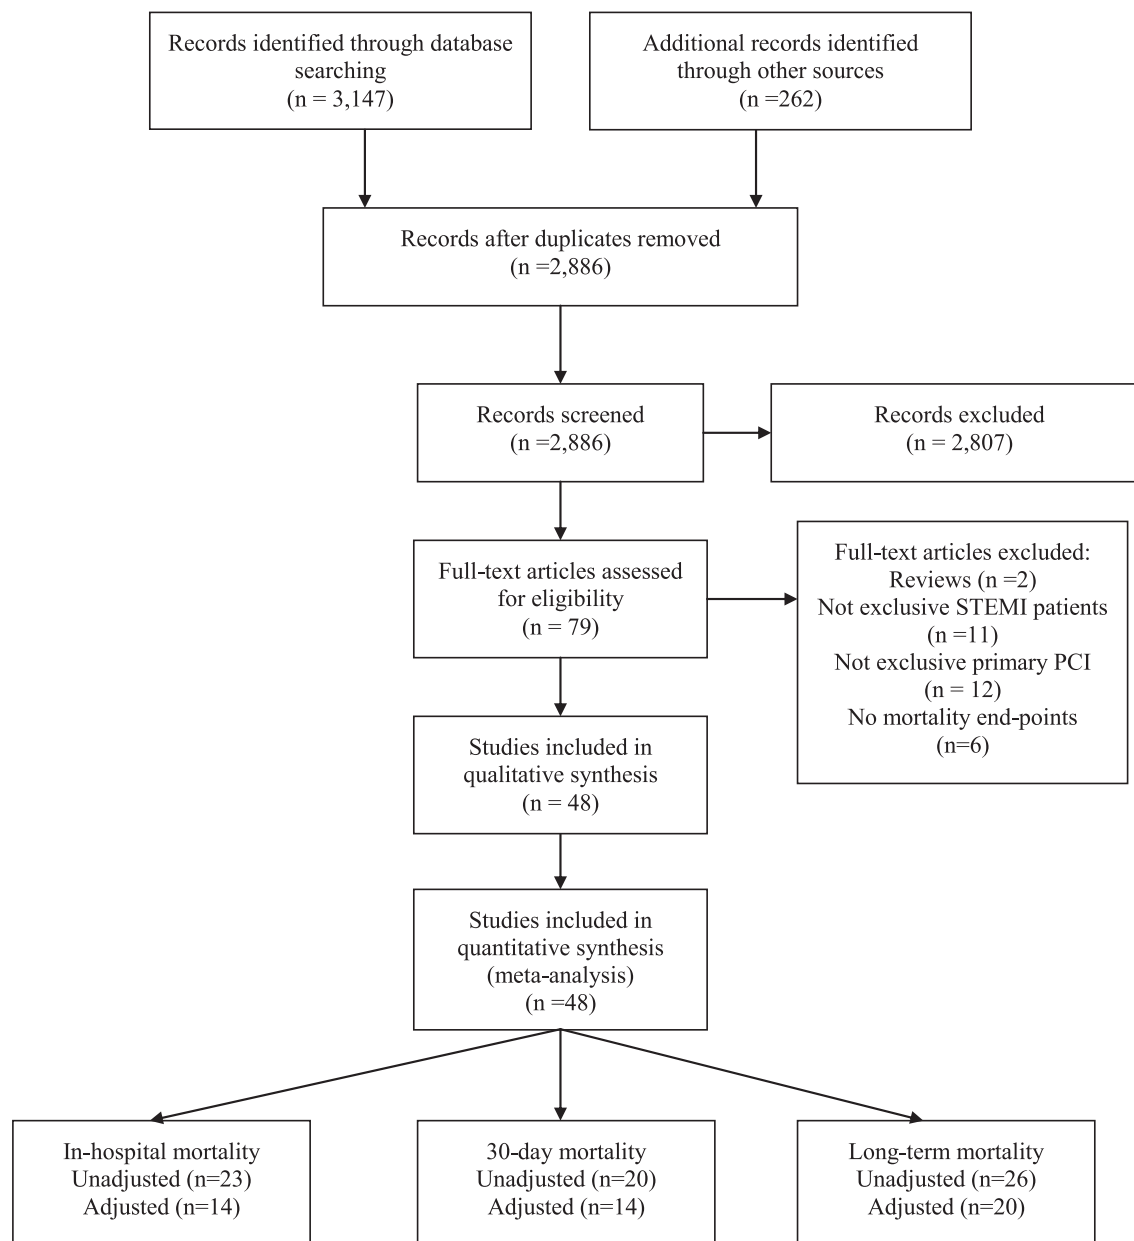 Records identified through database
searching
(n = 3,147)
Additional records identified
through other sources
(n =262)
Records after duplicates removed
(n =2,886)
Records screened
(n =2,886)
Records excluded
(n = 2,807)
Full-text articles assessed
for eligibility
(n = 79)
Full-text articles excluded:
Reviews (n =2)
Not exclusive STEMI patients
(n =11)
Not exclusive primary PCI
(n = 12)
No mortality end-points
(n=6)
Studies included in
qualitative synthesis
(n = 48)
Studies included in
quantitative synthesis
(meta-analysis)
(n =48)
In-hospital mortality
Unadjusted (n=23)
Adjusted (n=14)
30-day mortality
Unadjusted (n=20)
Adjusted (n=14)
Long-term mortality
Unadjusted (n=26)
Adjusted (n=20)